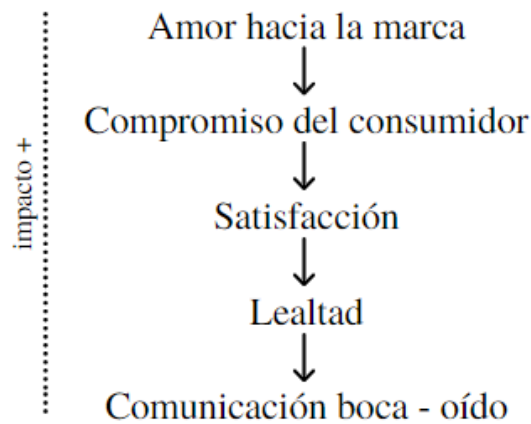 Amor hacia la marca
Compromiso del consumidor
Satisfacción
Lealtad
Comunicación boca - oído
impacto +